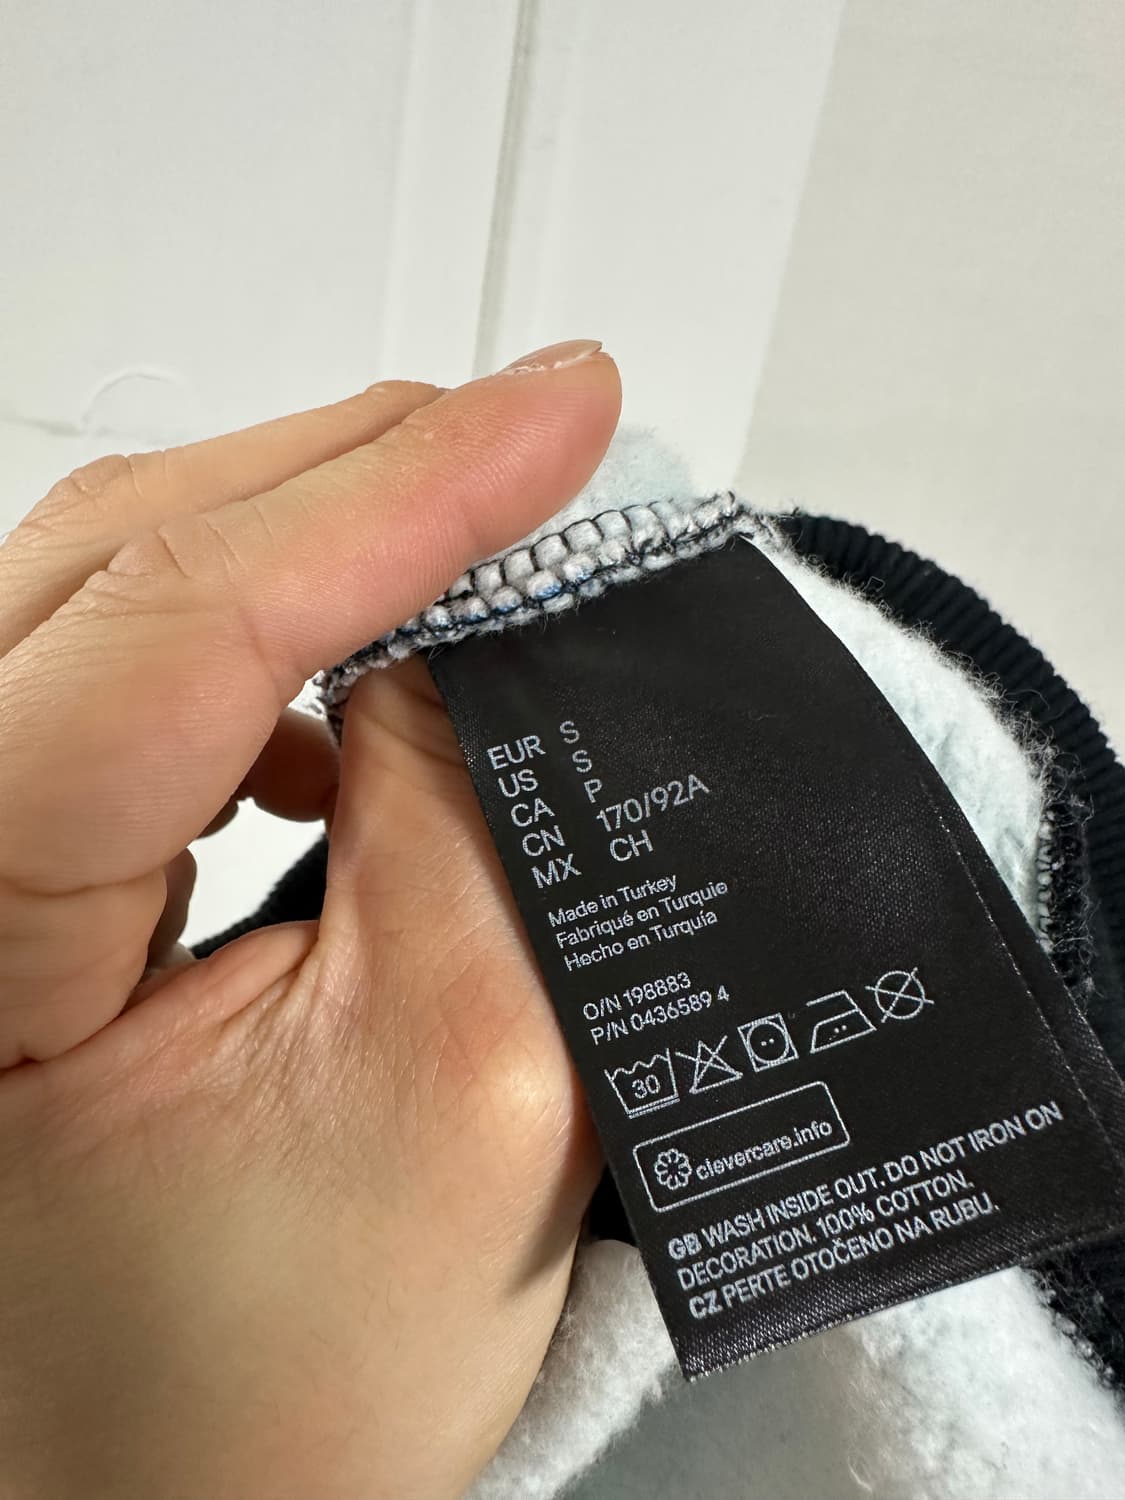 EUR S
US S
CA P
CN 170/92A
MX CH
Made in Turkey
Fabriqué en Turquie
Hecho en Turquía
O/N 198883
P/N 0436589 4
30
clevercare.info
GB WASH INSIDE OUT. DO NOT IRON ON
DECORATION. 100% COTTON.
CZ PERTE OTOČENO NA RUBU.